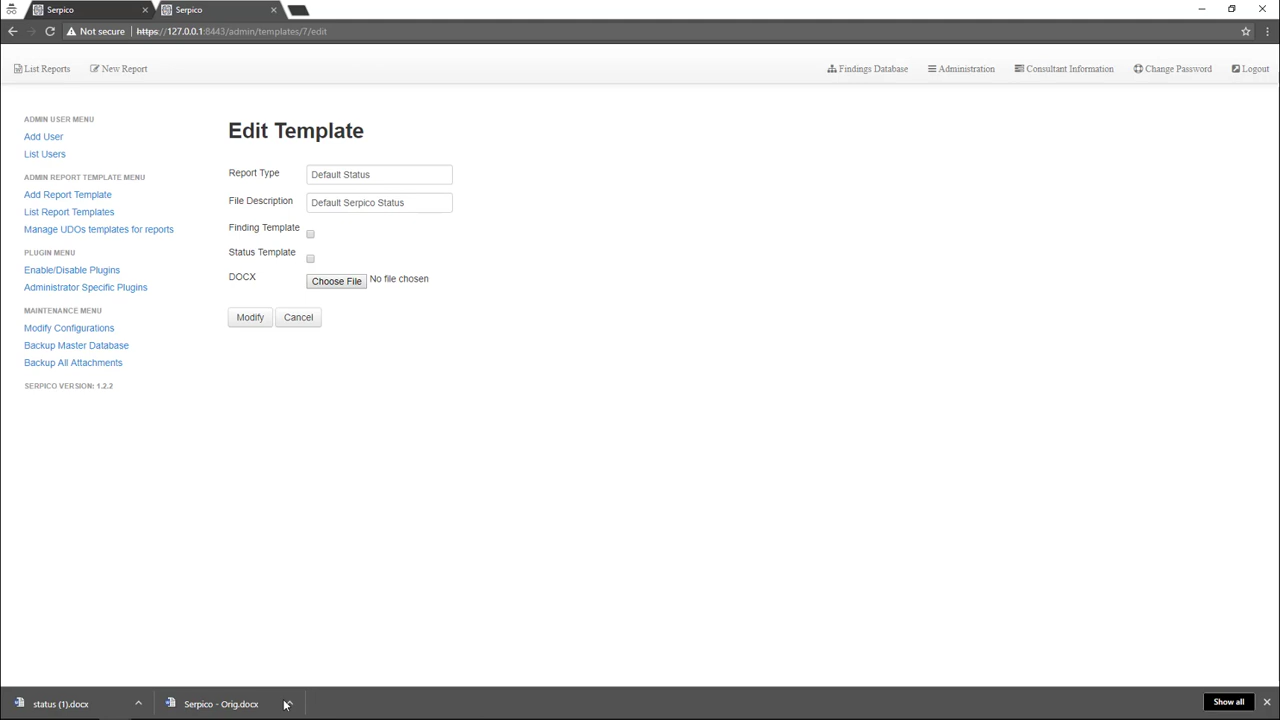 Serpico
Serpico
Not secure https://127.0.0.1:8443/admin/templates/7/edit
List Reports New Report Findings Database Administration Consultant Information Change Password Logout
ADMIN USER MENU
Add User
List Users
ADMIN REPORT TEMPLATE MENU
Add Report Template
List Report Templates
Manage UDOs templates for reports
PLUGIN MENU
Enable/Disable Plugins
Administrator Specific Plugins
MAINTENANCE MENU
Modify Configurations
Backup Master Database
Backup All Attachments
SERPICO VERSION: 1.2.2
Edit Template
Report Type Default Status
File Description Default Serpico Status
Finding Template
Status Template
DOCX Choose File No file chosen
Modify Cancel
status (1).docx Serpico - Orig.docx Show all